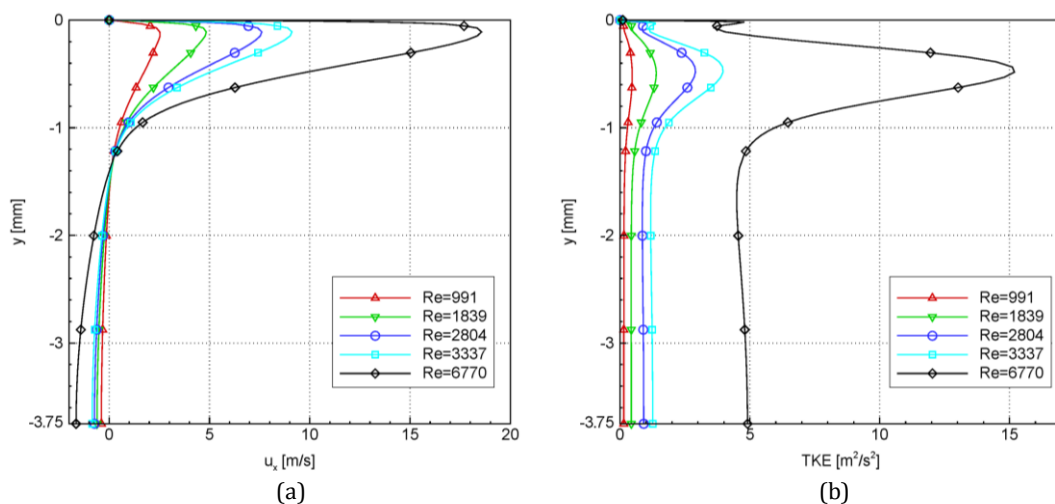 0
-1
-2
-3
-3.75
y [mm]
0
5
10
15
20
u_x [m/s]
Re=991
Re=1839
Re=2804
Re=3337
Re=6770
(a)
0
-1
-2
-3
-3.75
y [mm]
0
5
10
15
TKE [m²/s²]
Re=991
Re=1839
Re=2804
Re=3337
Re=6770
(b)